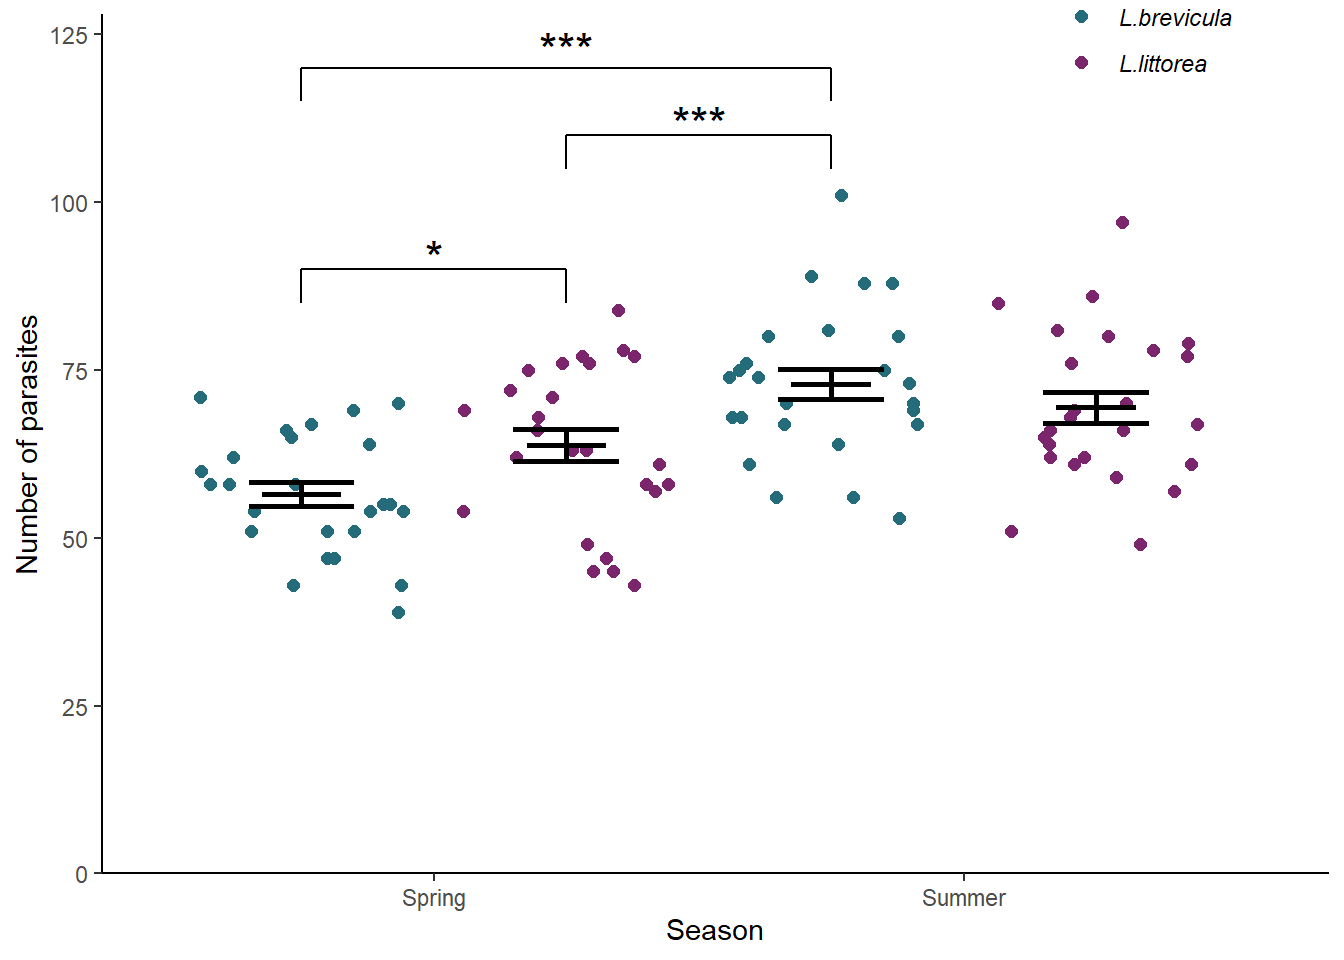 L.brevicula
L.littorea
125
100
75
50
25
0
***
***
*
Number of parasites
Spring
Summer
Season